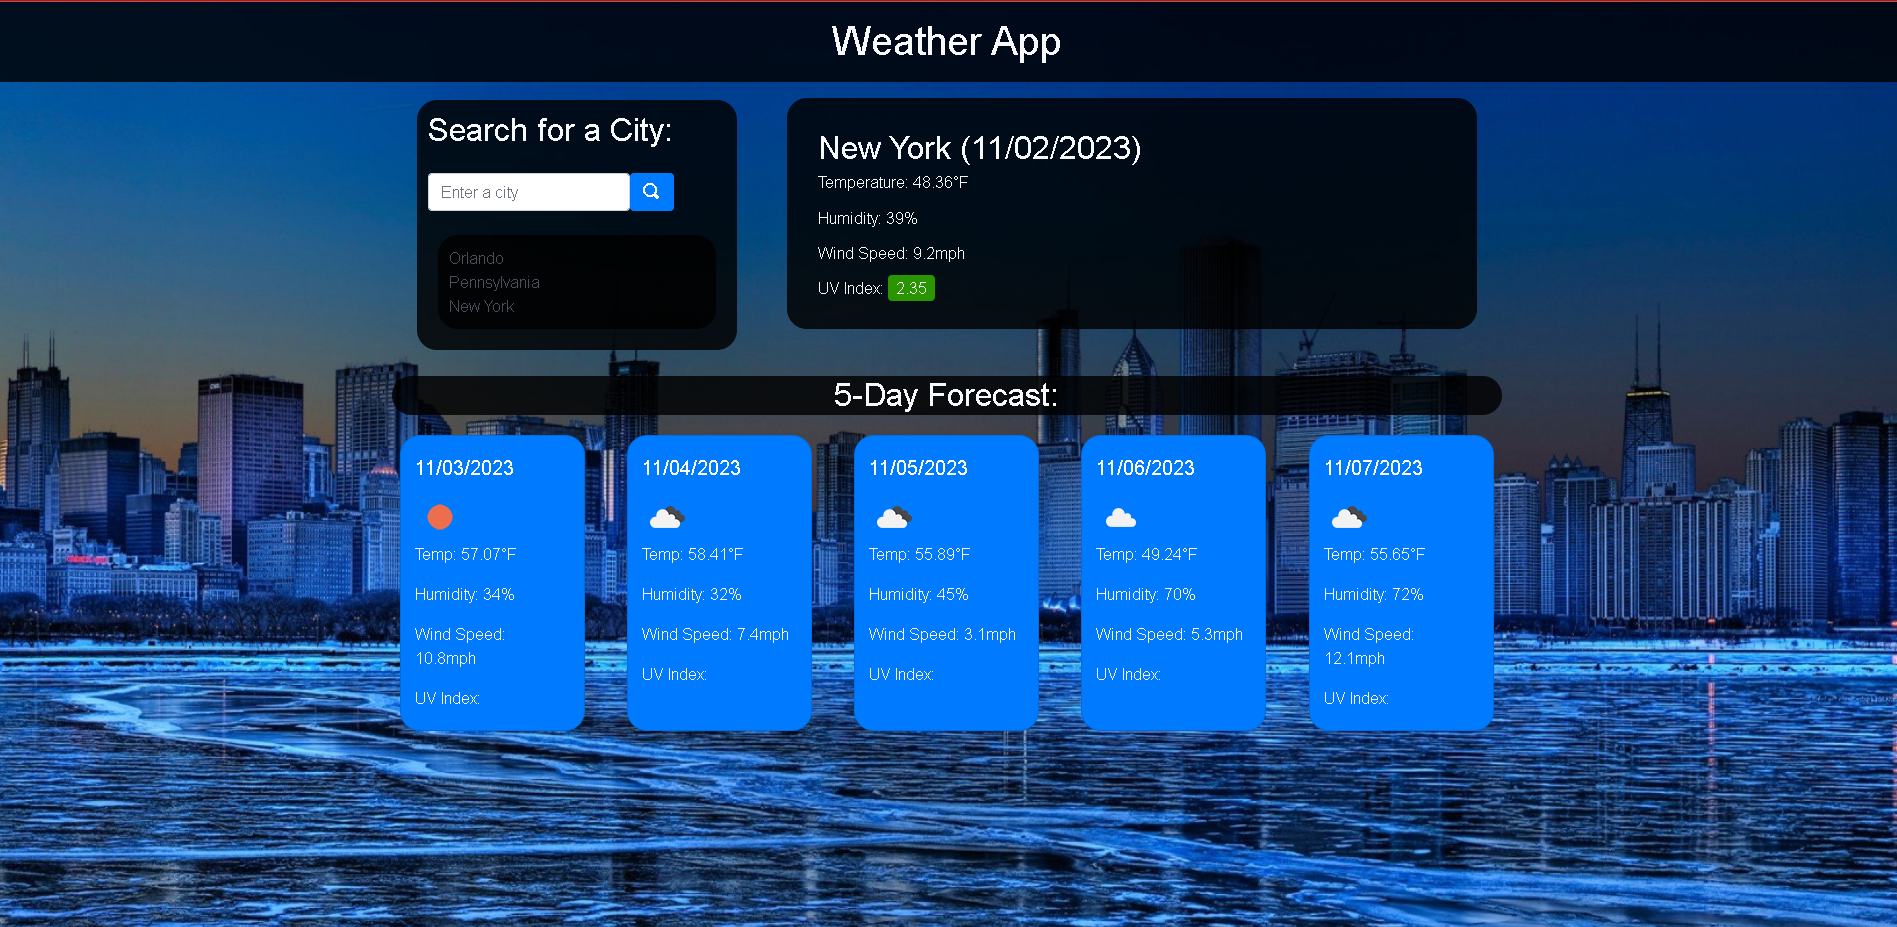 Weather App
Search for a City:
Enter a city
Orlando
Pennsylvania
New York
New York (11/02/2023)
Temperature: 48.36°F
Humidity: 39%
Wind Speed: 9.2mph
UV Index: 2.35
5-Day Forecast:
11/03/2023
Temp: 57.07°F
Humidity: 34%
Wind Speed:
10.8mph
UV Index:
11/04/2023
Temp: 58.41°F
Humidity: 32%
Wind Speed: 7.4mph
UV Index:
11/05/2023
Temp: 55.89°F
Humidity: 45%
Wind Speed: 3.1mph
UV Index:
11/06/2023
Temp: 49.24°F
Humidity: 70%
Wind Speed: 5.3mph
UV Index:
11/07/2023
Temp: 55.65°F
Humidity: 72%
Wind Speed:
12.1mph
UV Index: